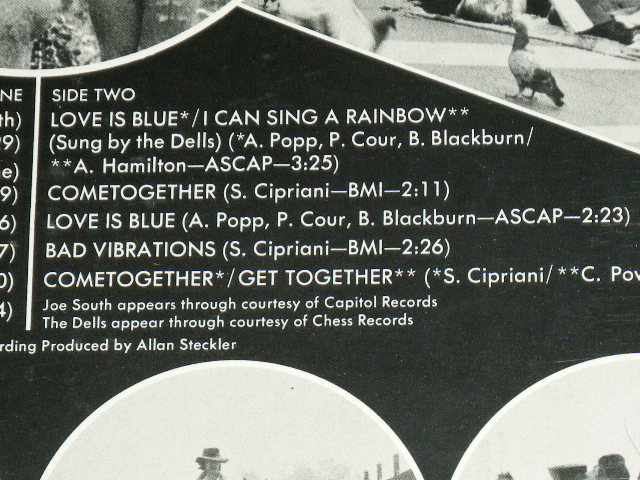 NE
SIDE TWO
th)
LOVE IS BLUE*/I CAN SING A RAINBOW**
9)
(Sung by the Dells) (*A. Popp, P. Cour, B. Blackburn/
e)
**A. Hamilton—ASCAP—3:25)
9)
COMETOGETHER (S. Cipriani—BMI—2:11)
6)
LOVE IS BLUE (A. Popp, P. Cour, B. Blackburn—ASCAP—2:23)
7)
BAD VIBRATIONS (S. Cipriani—BMI—2:26)
0)
COMETOGETHER*/GET TOGETHER** (*S. Cipriani/**C. Pow
4)
Joe South appears through courtesy of Capitol Records
The Dells appear through courtesy of Chess Records
rding Produced by Allan Steckler